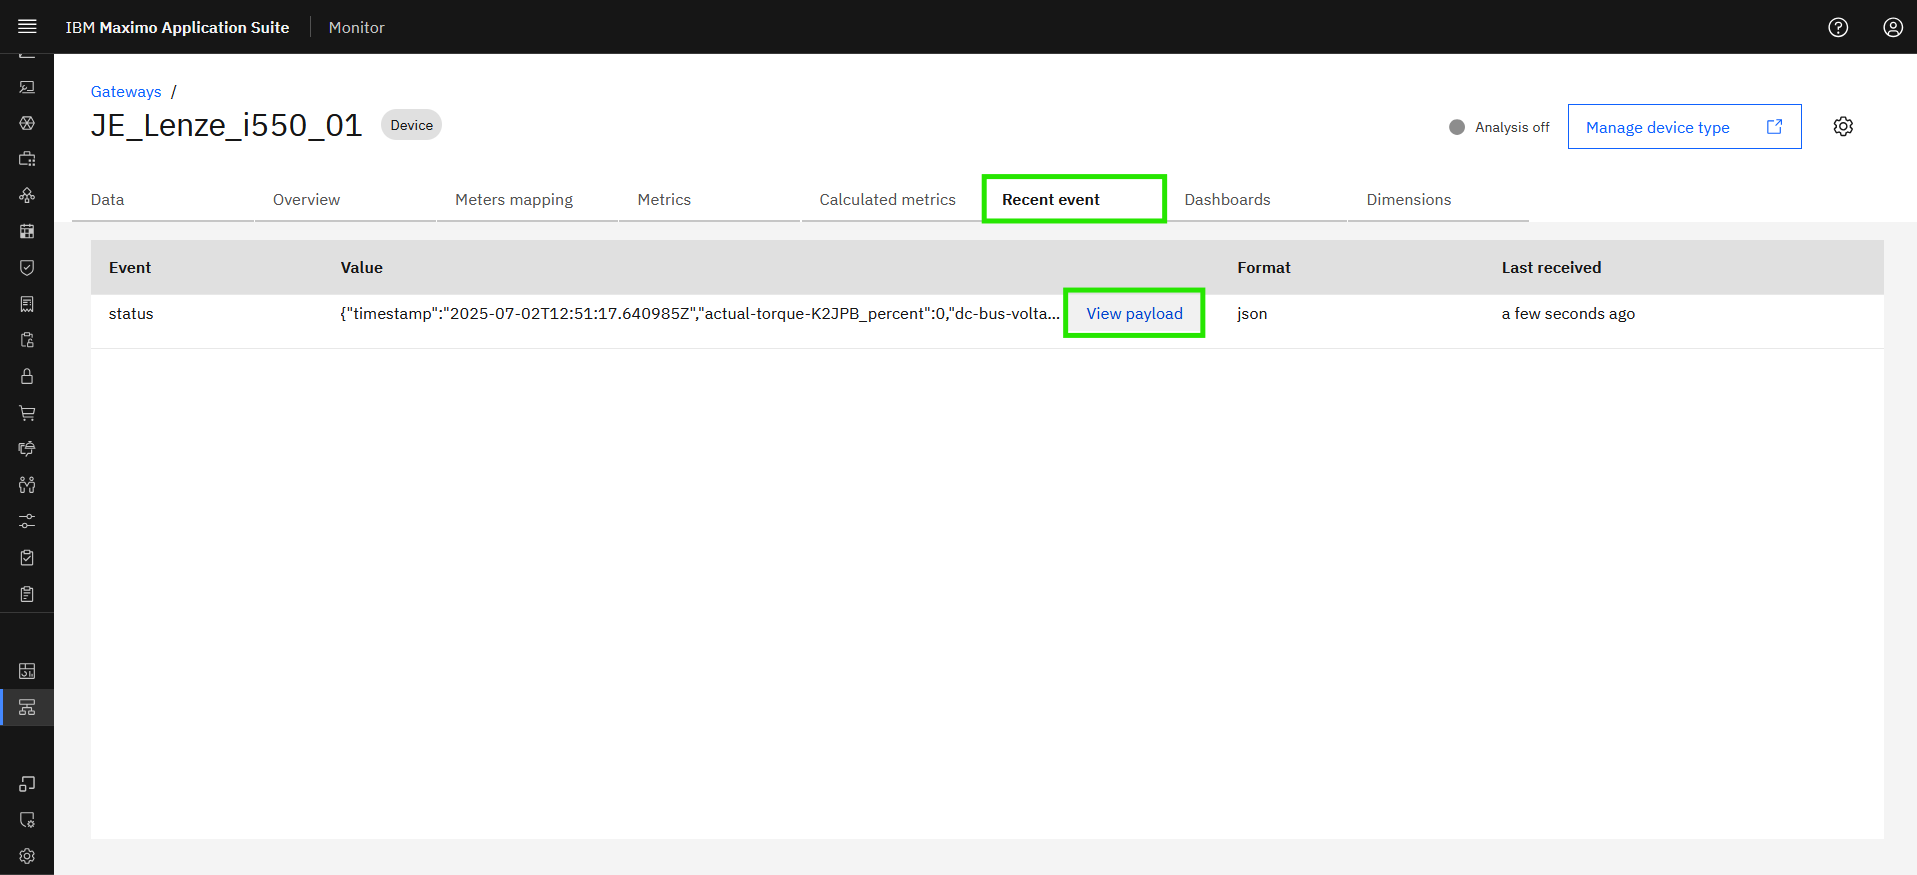 IBM Maximo Application Suite Monitor
Gateways /
JE_Lenze_i550_01 Device
Analysis off Manage device type
Data Overview Meters mapping Metrics Calculated metrics Recent event Dashboards Dimensions
Event Value Format Last received
status {"timestamp":"2025-07-02T12:51:17.640985Z","actual-torque-K2JPB_percent":0,"dc-bus-volta... View payload json a few seconds ago